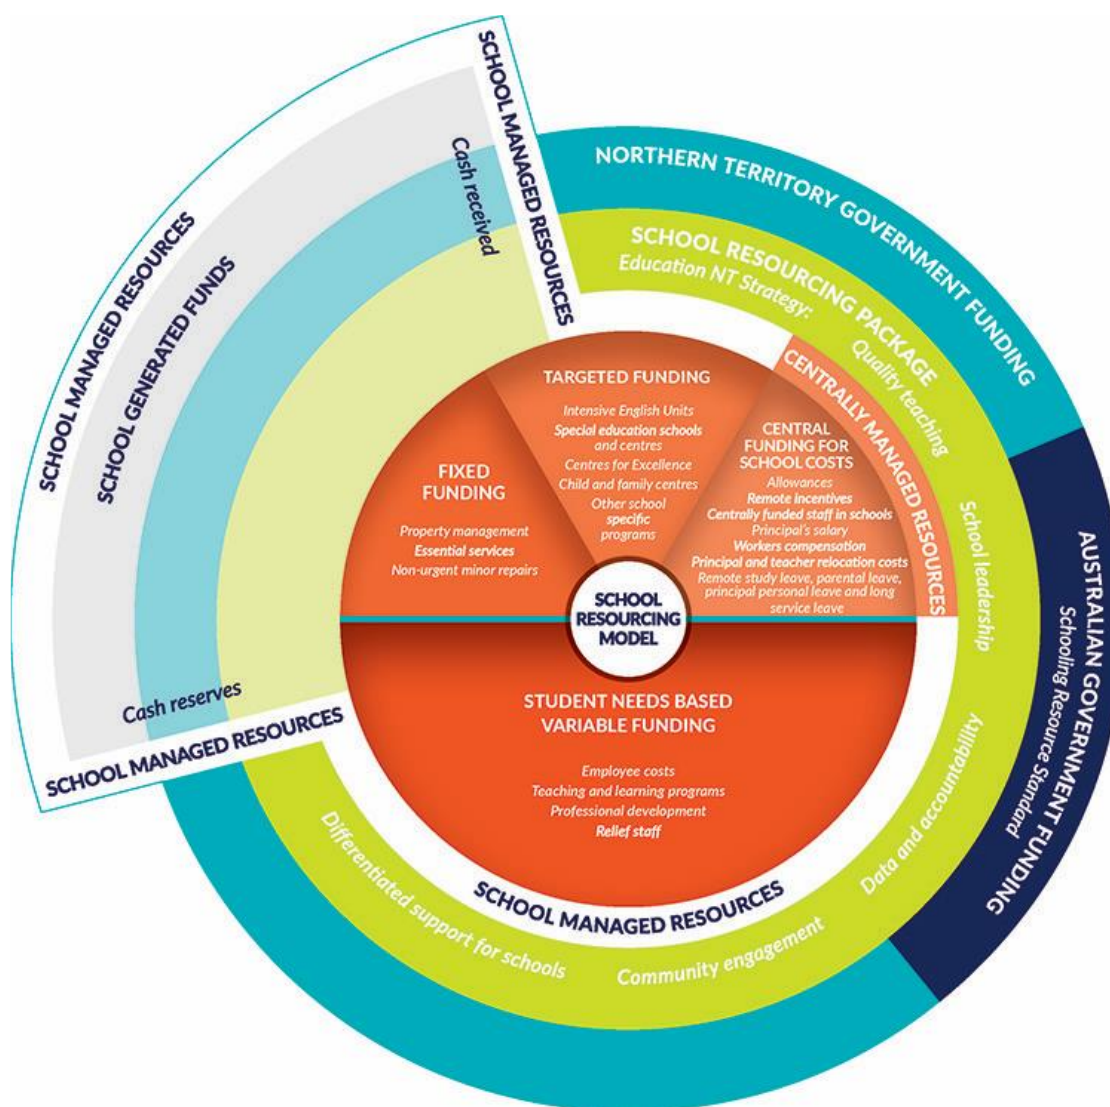 SCHOOL MANAGED RESOURCES
SCHOOL MANAGED RESOURCES
SCHOOL GENERATED FUNDS
Cash received
Cash reserves
SCHOOL MANAGED RESOURCES
NORTHERN TERRITORY GOVERNMENT FUNDING
AUSTRALIAN GOVERNMENT FUNDING
Schooling Resource Standard
SCHOOL RESOURCING PACKAGE
Education NT Strategy:
Quality teaching
School leadership
Data and accountability
Community engagement
Differentiated support for schools
CENTRALLY MANAGED RESOURCES
SCHOOL MANAGED RESOURCES
FIXED
FUNDING
Property management
Essential services
Non-urgent minor repairs
TARGETED FUNDING
Intensive English Units
Special education schools
and centres
Centres for Excellence
Child and family centres
Other school
specific
programs
CENTRAL
FUNDING FOR
SCHOOL COSTS
Allowances
Remote incentives
Centrally funded staff in schools
Principal's salary
Workers compensation
Principal and teacher relocation costs
Remote study leave, parental leave,
principal personal leave and long
service leave
SCHOOL
RESOURCING
MODEL
STUDENT NEEDS BASED
VARIABLE FUNDING
Employee costs
Teaching and learning programs
Professional development
Relief staff